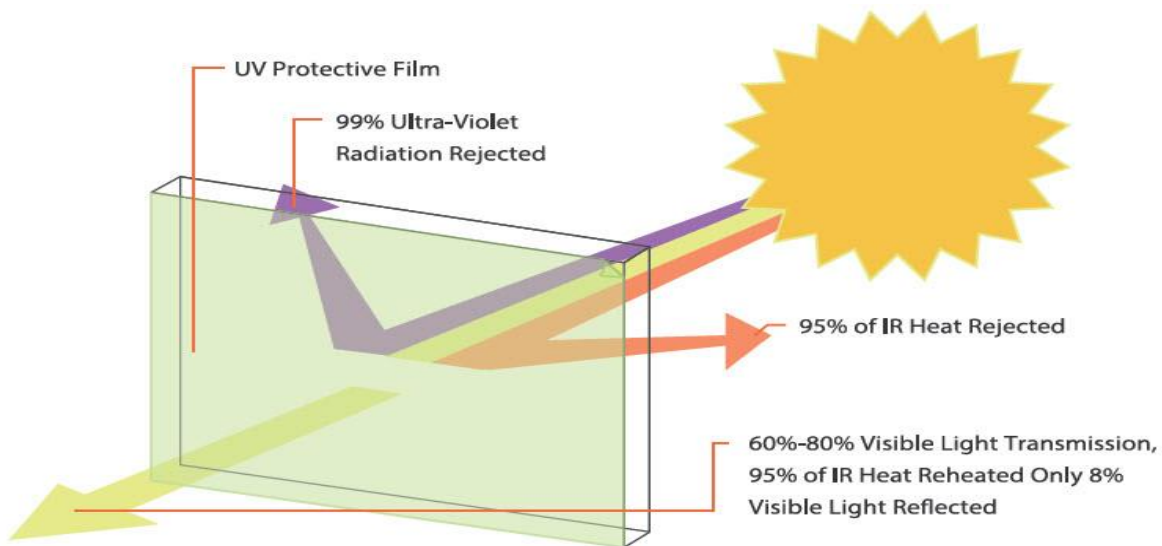 UV Protective Film
99% Ultra-Violet
Radiation Rejected
95% of IR Heat Rejected
60%-80% Visible Light Transmission,
95% of IR Heat Reheated Only 8%
Visible Light Reflected